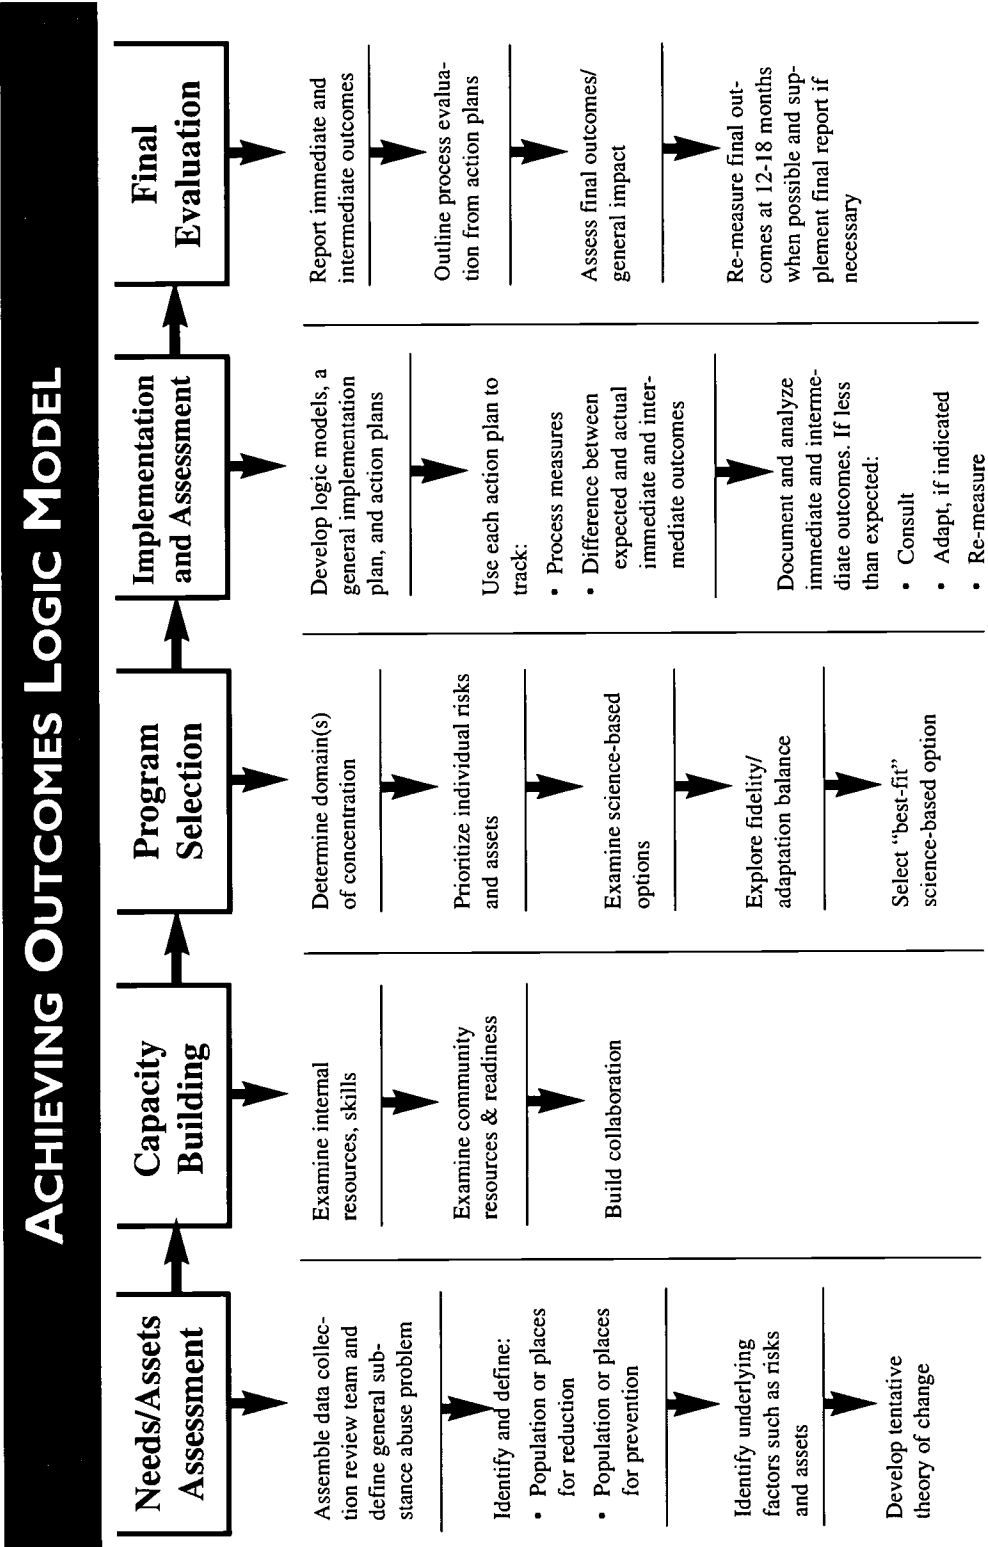 ACHIEVING OUTCOMES LOGIC MODEL
Needs/Assets
Assessment
Assemble data collec-
tion review team and
define general sub-
stance abuse problem
Identify and define:
• Population or places
for reduction
• Population or places
for prevention
Identify underlying
factors such as risks
and assets
Develop tentative
theory of change
Capacity
Building
Examine internal
resources, skills
Examine community
resources & readiness
Build collaboration
Program
Selection
Determine domain(s)
of concentration
Prioritize individual risks
and assets
Examine science-based
options
Explore fidelity/
adaptation balance
Select “best-fit”
science-based option
Implementation
and Assessment
Develop logic models, a
general implementation
plan, and action plans
Use each action plan to
track:
• Process measures
• Difference between
expected and actual
immediate and inter-
mediate outcomes
Document and analyze
immediate and interme-
diate outcomes. If less
than expected:
• Consult
• Adapt, if indicated
• Re-measure
Final
Evaluation
Report immediate and
intermediate outcomes
Outline process evalua-
tion from action plans
Assess final outcomes/
general impact
Re-measure final out-
comes at 12-18 months
when possible and sup-
plement final report if
necessary